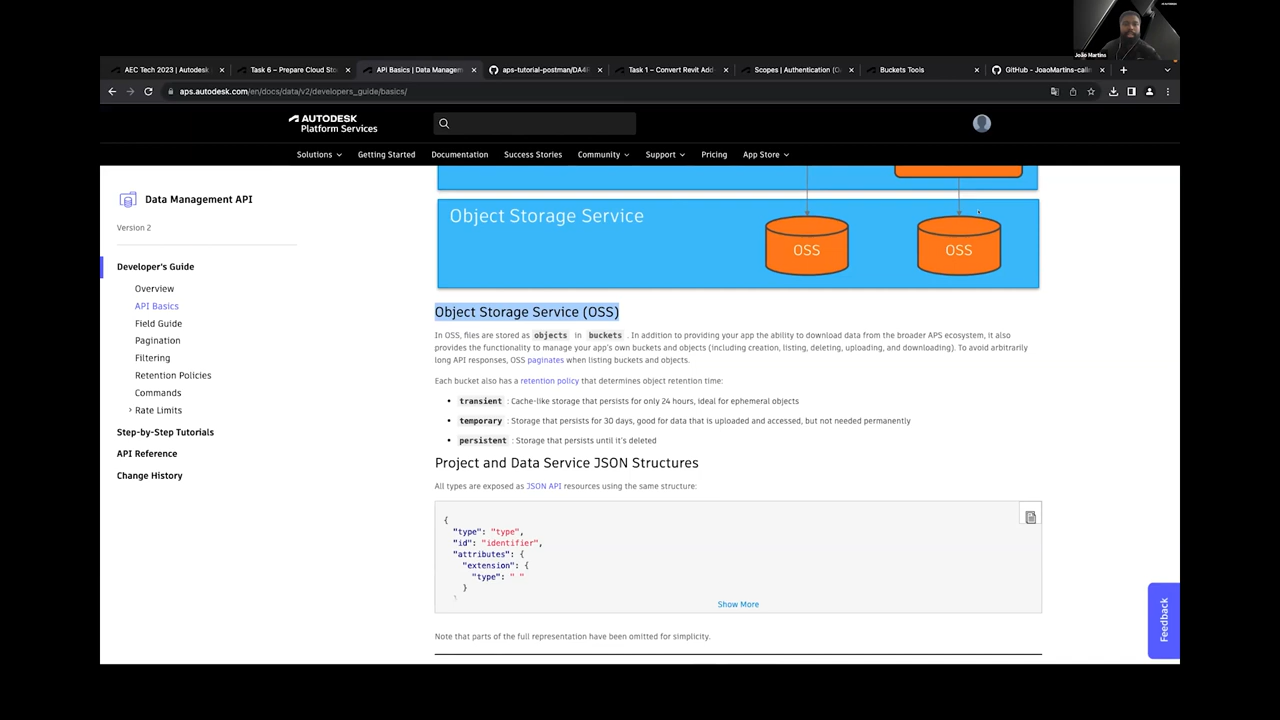 AUTODESK
João Martins
AEC Tech 2023 | Autodesk
Task 6 – Prepare Cloud Sto
API Basics | Data Managem
aps-tutorial-postman/DA4R
Task 1 – Convert Revit Add
Scopes | Authentication (O
Buckets Tools
GitHub - JoaoMartins-calle
aps.autodesk.com/en/docs/data/v2/developers_guide/basics/
AUTODESK
Platform Services
Solutions
Getting Started
Documentation
Success Stories
Community
Support
Pricing
App Store
Data Management API
Version 2
Developer's Guide
Overview
API Basics
Field Guide
Pagination
Filtering
Retention Policies
Commands
Rate Limits
Step-by-Step Tutorials
API Reference
Change History
Object Storage Service
OSS
OSS
Object Storage Service (OSS)
In OSS, files are stored as objects in buckets . In addition to providing your app the ability to download data from the broader APS ecosystem, it also
provides the functionality to manage your app's own buckets and objects (including creation, listing, deleting, uploading, and downloading). To avoid arbitrarily
long API responses, OSS paginates when listing buckets and objects.
Each bucket also has a retention policy that determines object retention time:
• transient : Cache-like storage that persists for only 24 hours, ideal for ephemeral objects
• temporary : Storage that persists for 30 days, good for data that is uploaded and accessed, but not needed permanently
• persistent : Storage that persists until it's deleted
Project and Data Service JSON Structures
All types are exposed as JSON API resources using the same structure:
{
"type": "type",
"id": "identifier",
"attributes": {
"extension": {
"type": " "
}
Show More
Note that parts of the full representation have been omitted for simplicity.
Feedback